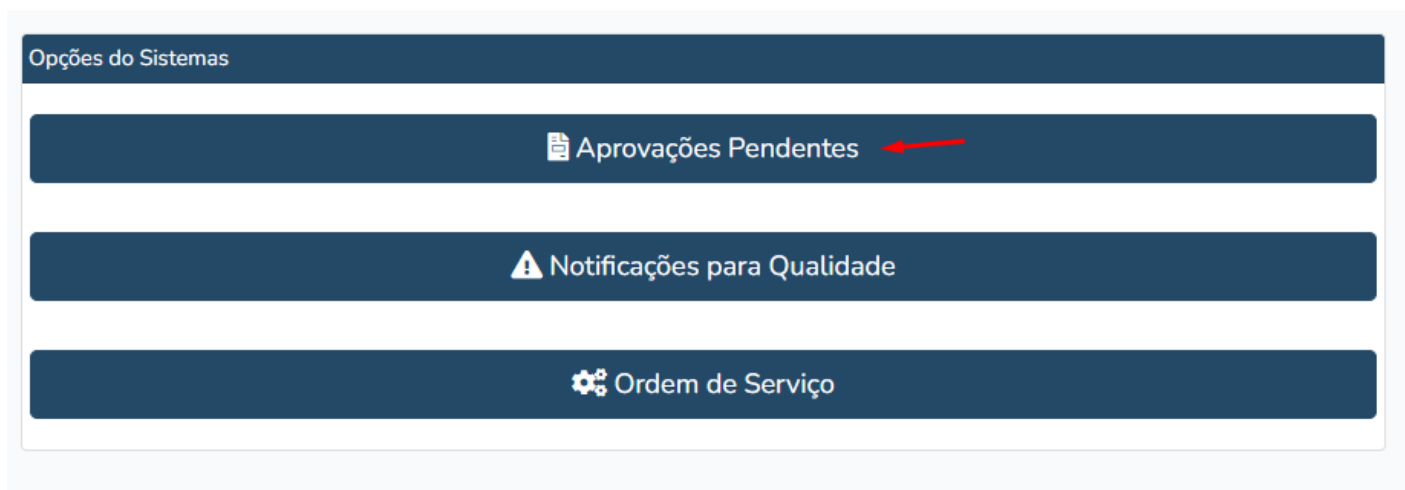 Opções do Sistemas
Aprovações Pendentes
Notificações para Qualidade
Ordem de Serviço